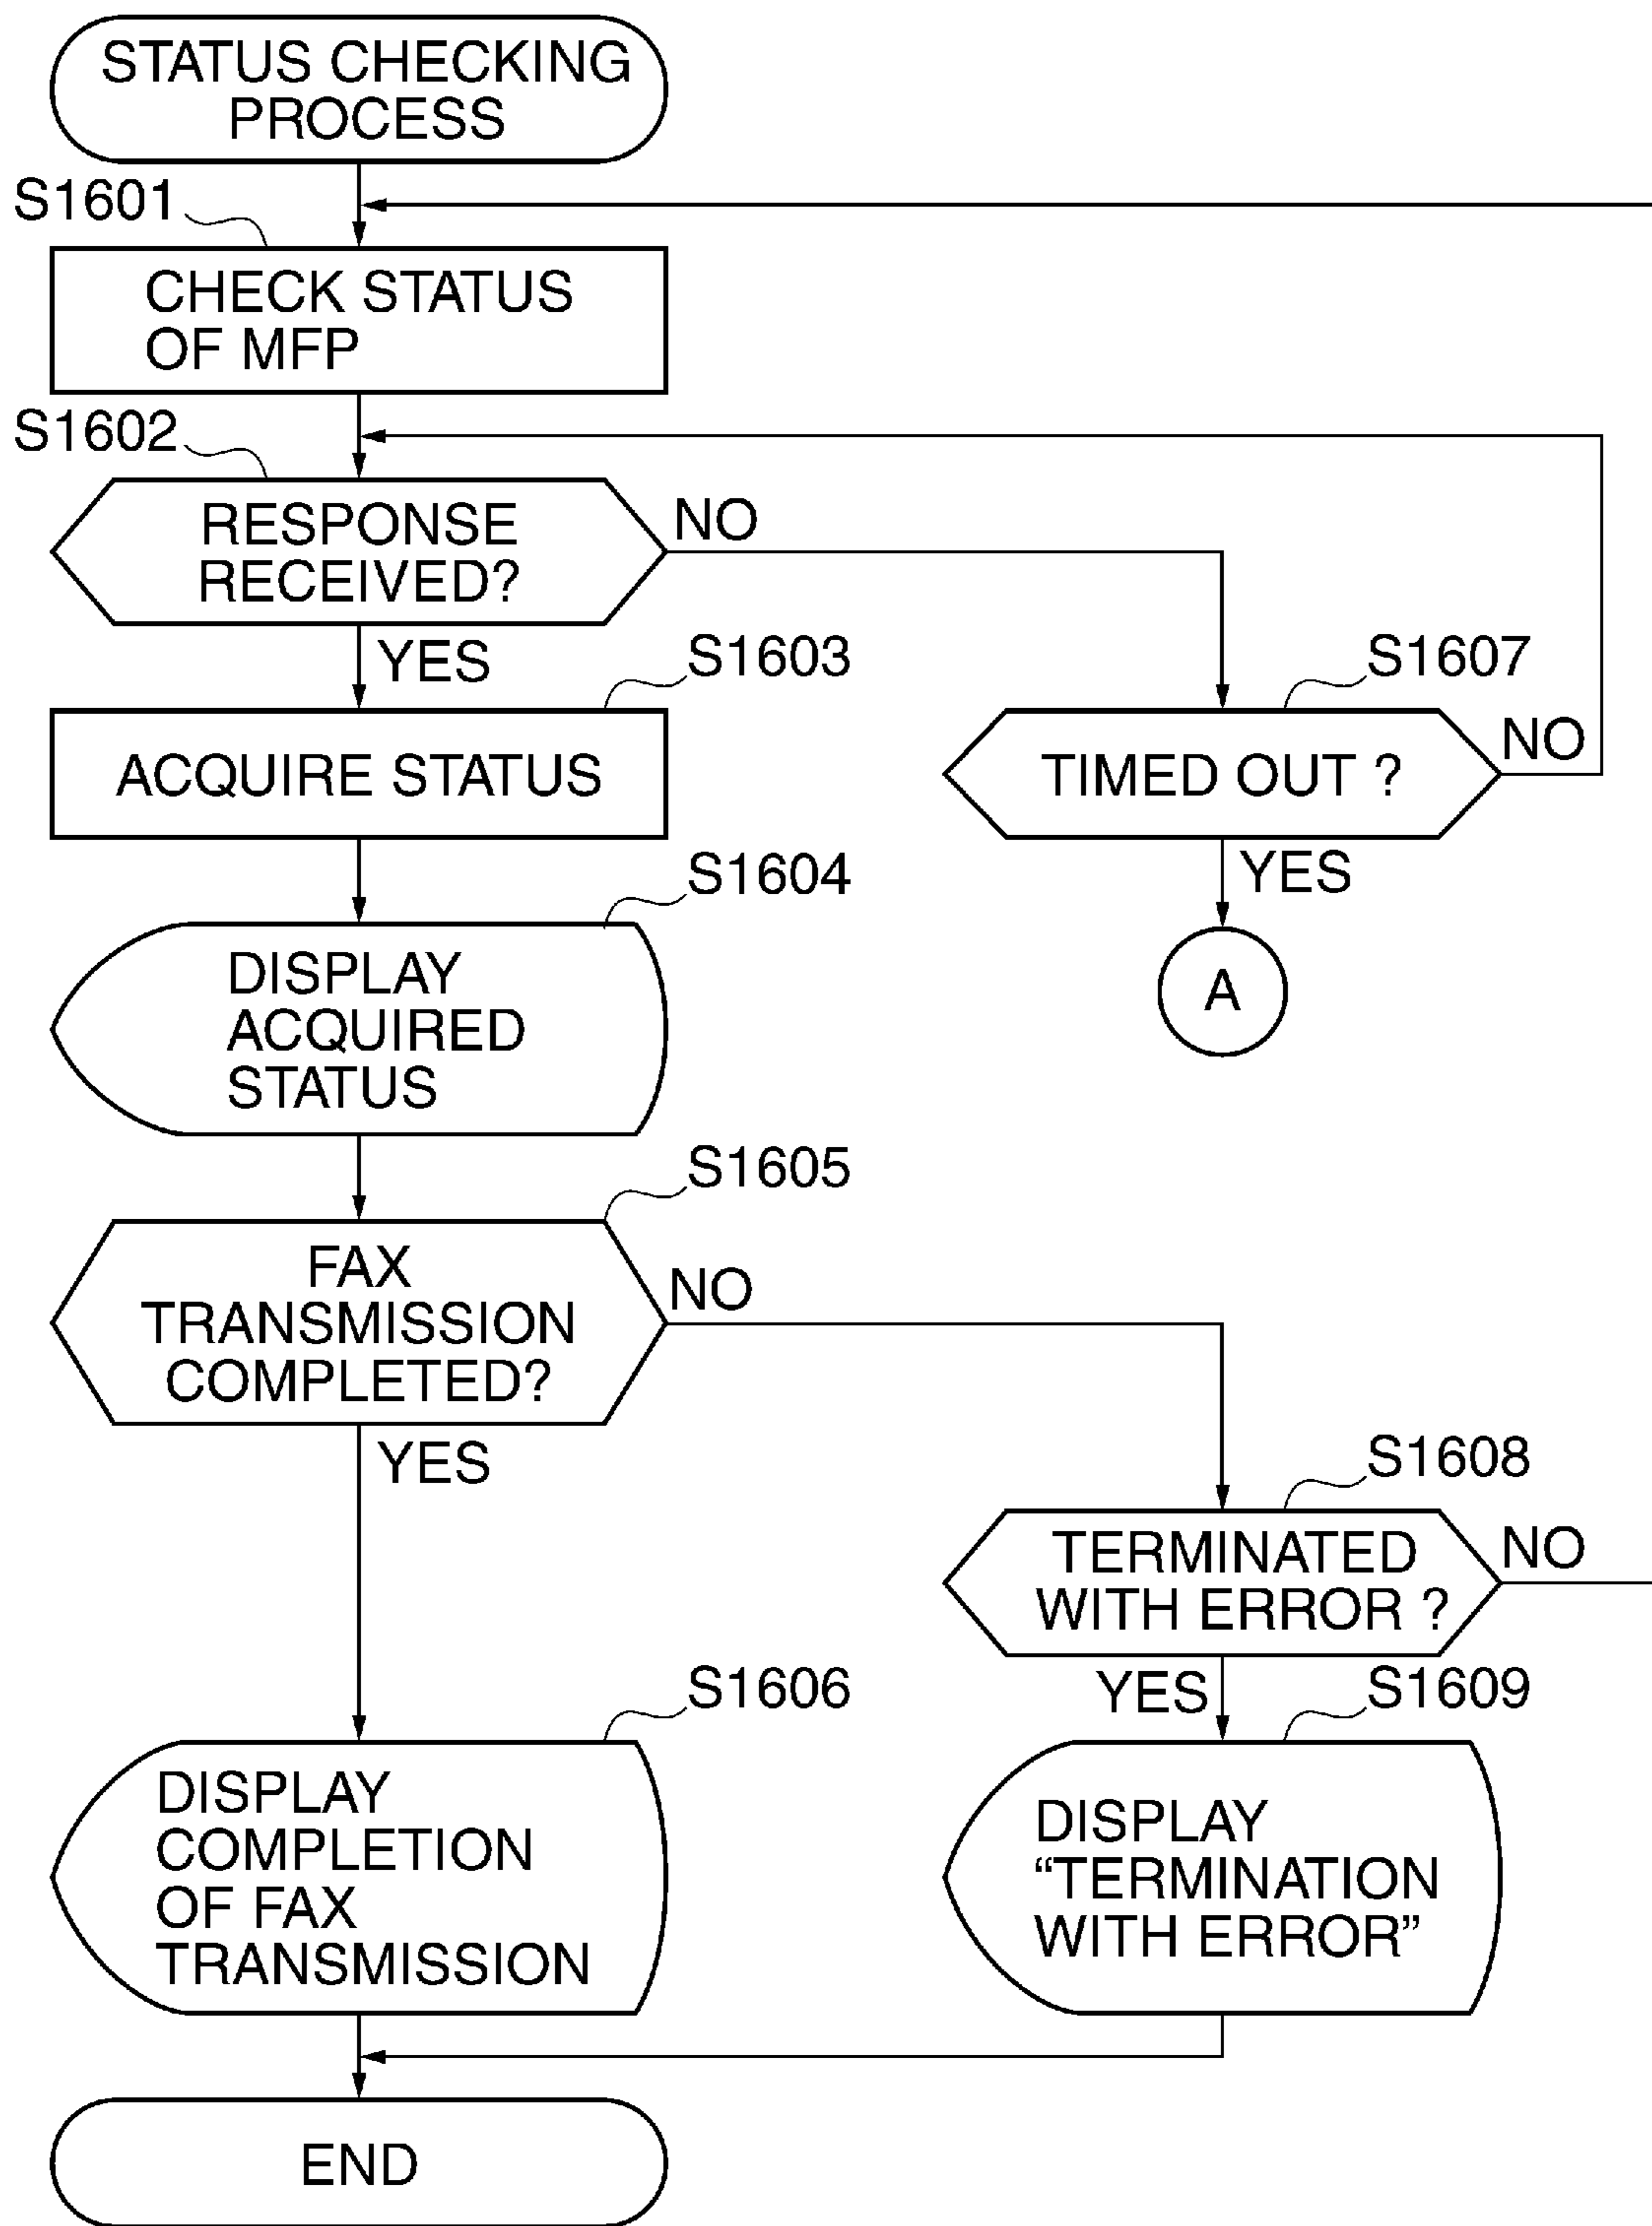 STATUS CHECKING
PROCESS
S1601
CHECK STATUS
OF MFP
S1602
RESPONSE
RECEIVED?
NO
YES
S1603
ACQUIRE STATUS
S1607
TIMED OUT ?
NO
YES
A
S1604
DISPLAY
ACQUIRED
STATUS
S1605
FAX
TRANSMISSION
COMPLETED?
NO
YES
S1608
TERMINATED
WITH ERROR ?
NO
YES
S1606
DISPLAY
COMPLETION
OF FAX
TRANSMISSION
S1609
DISPLAY
“TERMINATION
WITH ERROR”
END